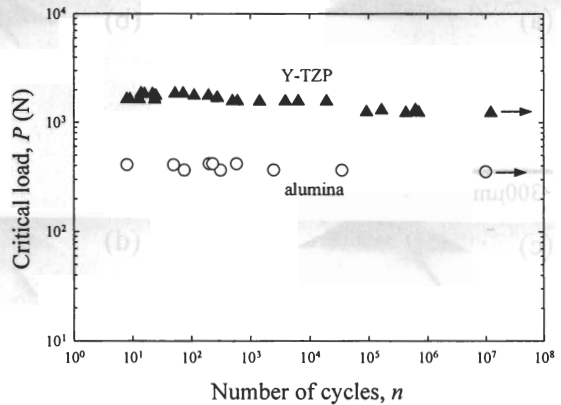 10⁴
10³
10²
10¹
Critical load, P (N)
Y-TZP
alumina
10⁰ 10¹ 10² 10³ 10⁴ 10⁵ 10⁶ 10⁷ 10⁸
Number of cycles, n